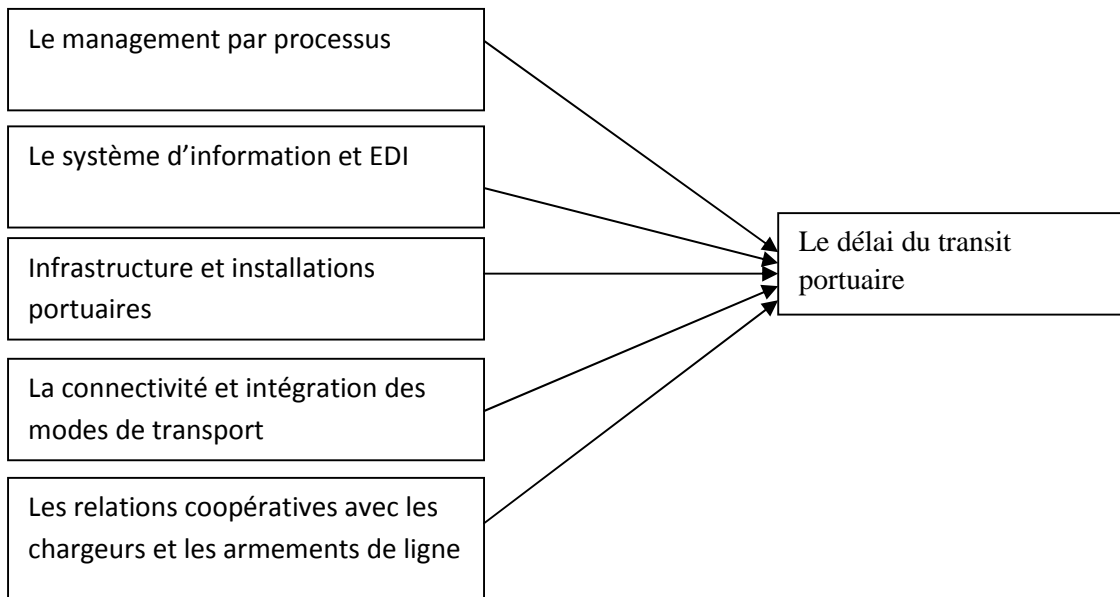 Le management par processus
Le système d'information et EDI
Infrastructure et installations
portuaires
La connectivité et intégration des
modes de transport
Les relations coopératives avec les
chargeurs et les armements de ligne
Le délai du transit
portuaire